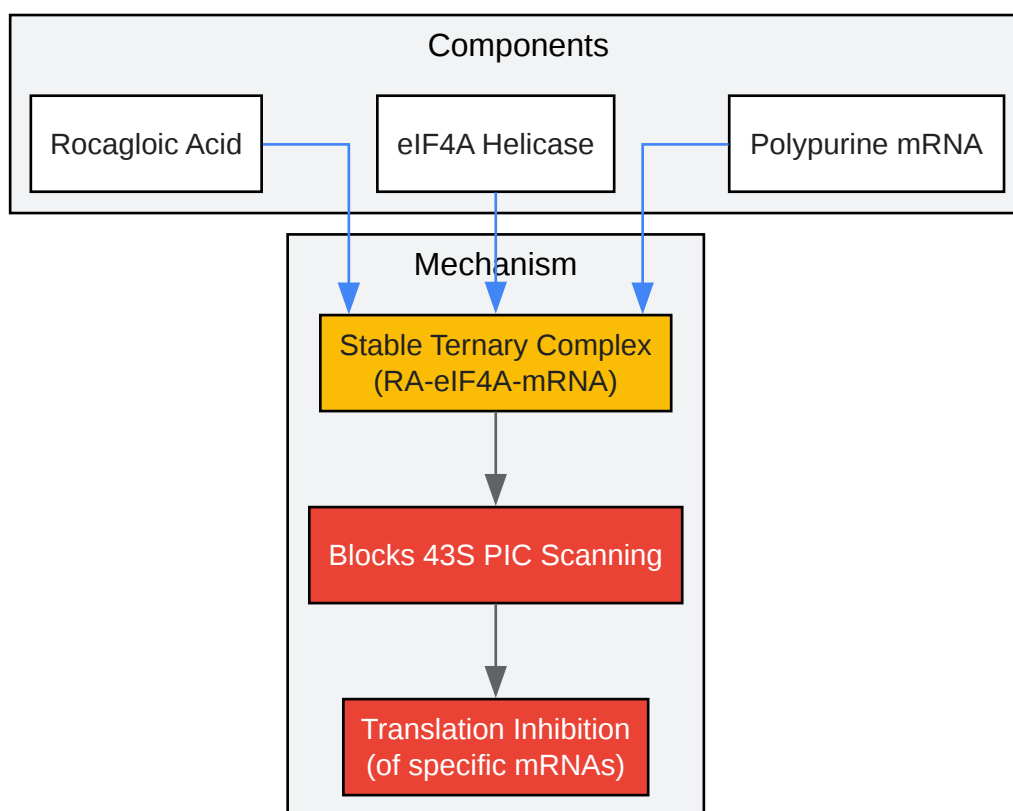 Components
Rocagloic Acid
eIF4A Helicase
Polypurine mRNA
Mechanism
Stable Ternary Complex
(RA-eIF4A-mRNA)
Blocks 43S PIC Scanning
Translation Inhibition
(of specific mRNAs)